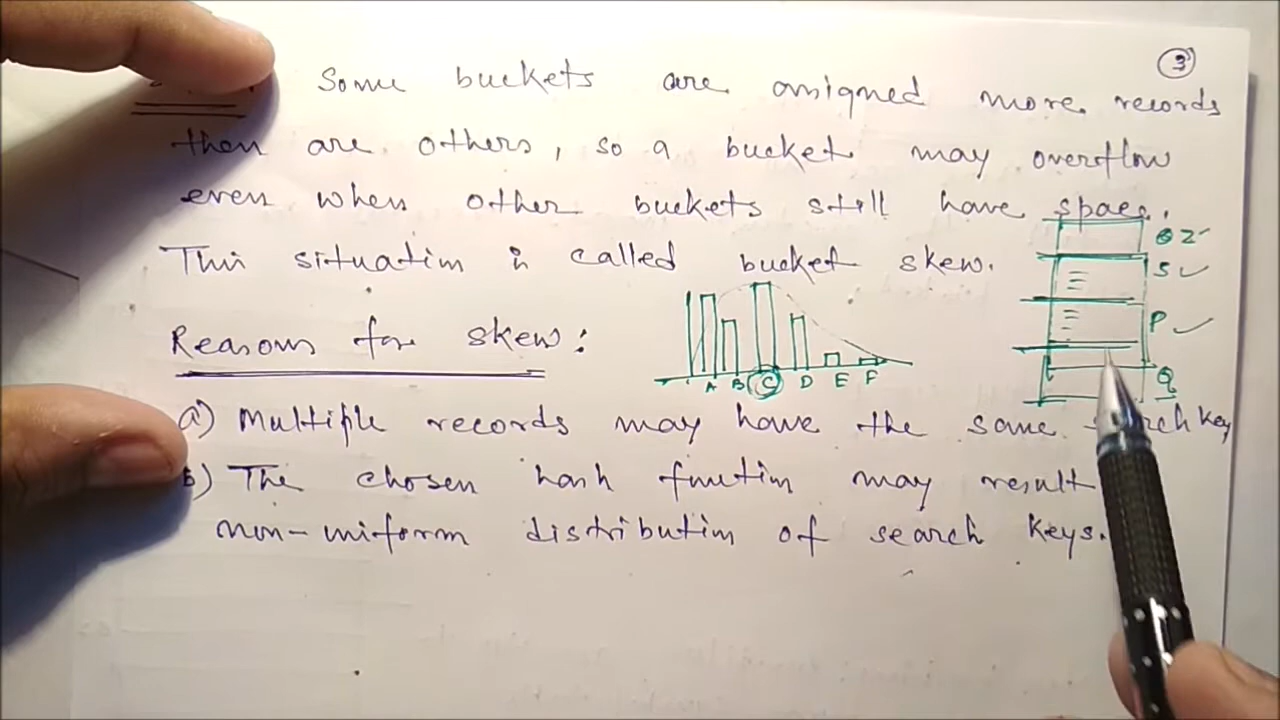 3
Some buckets are assigned more records
then are others, so a bucket may overflow
even when other buckets still have space.
This situation is called bucket skew.
Reasons for skew:
A B C D E F
S
P
Q
a) Multiple records may have the same search key
b) The chosen hash function may result
non-uniform distribution of search keys.